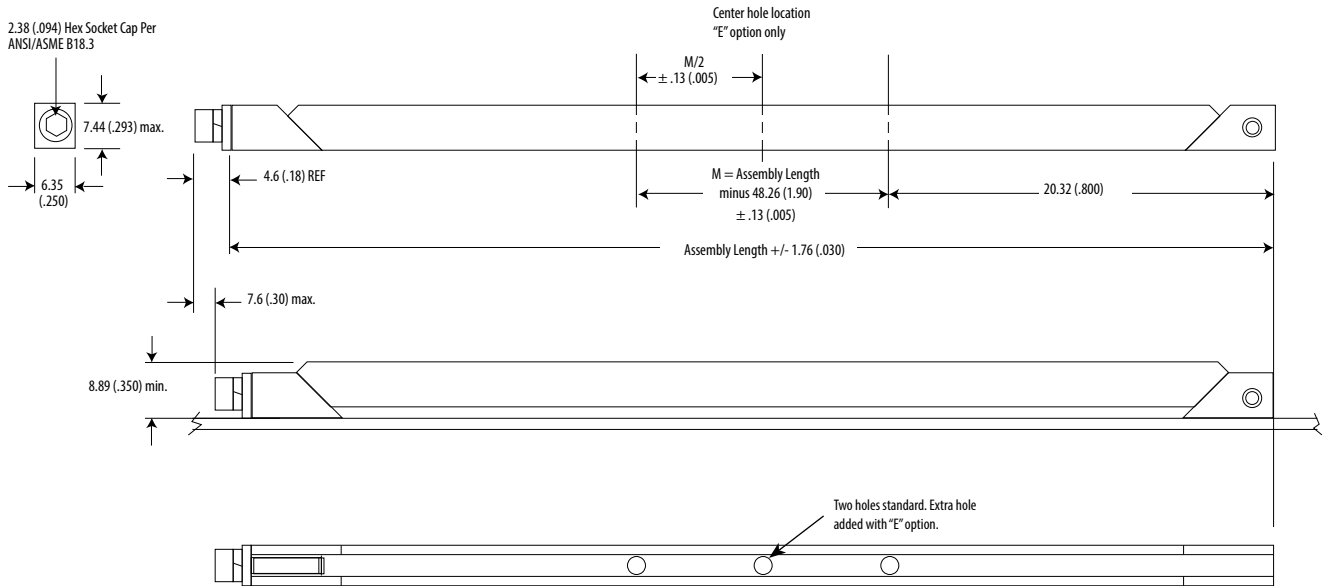 2.38 (.094) Hex Socket Cap Per
ANSI/ASME B18.3
Center hole location
“E” option only
M/2
± .13 (.005)
7.44 (.293) max.
6.35
(.250)
4.6 (.18) REF
M = Assembly Length
minus 48.26 (1.90)
± .13 (.005)
20.32 (.800)
Assembly Length +/- 1.76 (.030)
7.6 (.30) max.
8.89 (.350) min.
Two holes standard. Extra hole
added with “E” option.